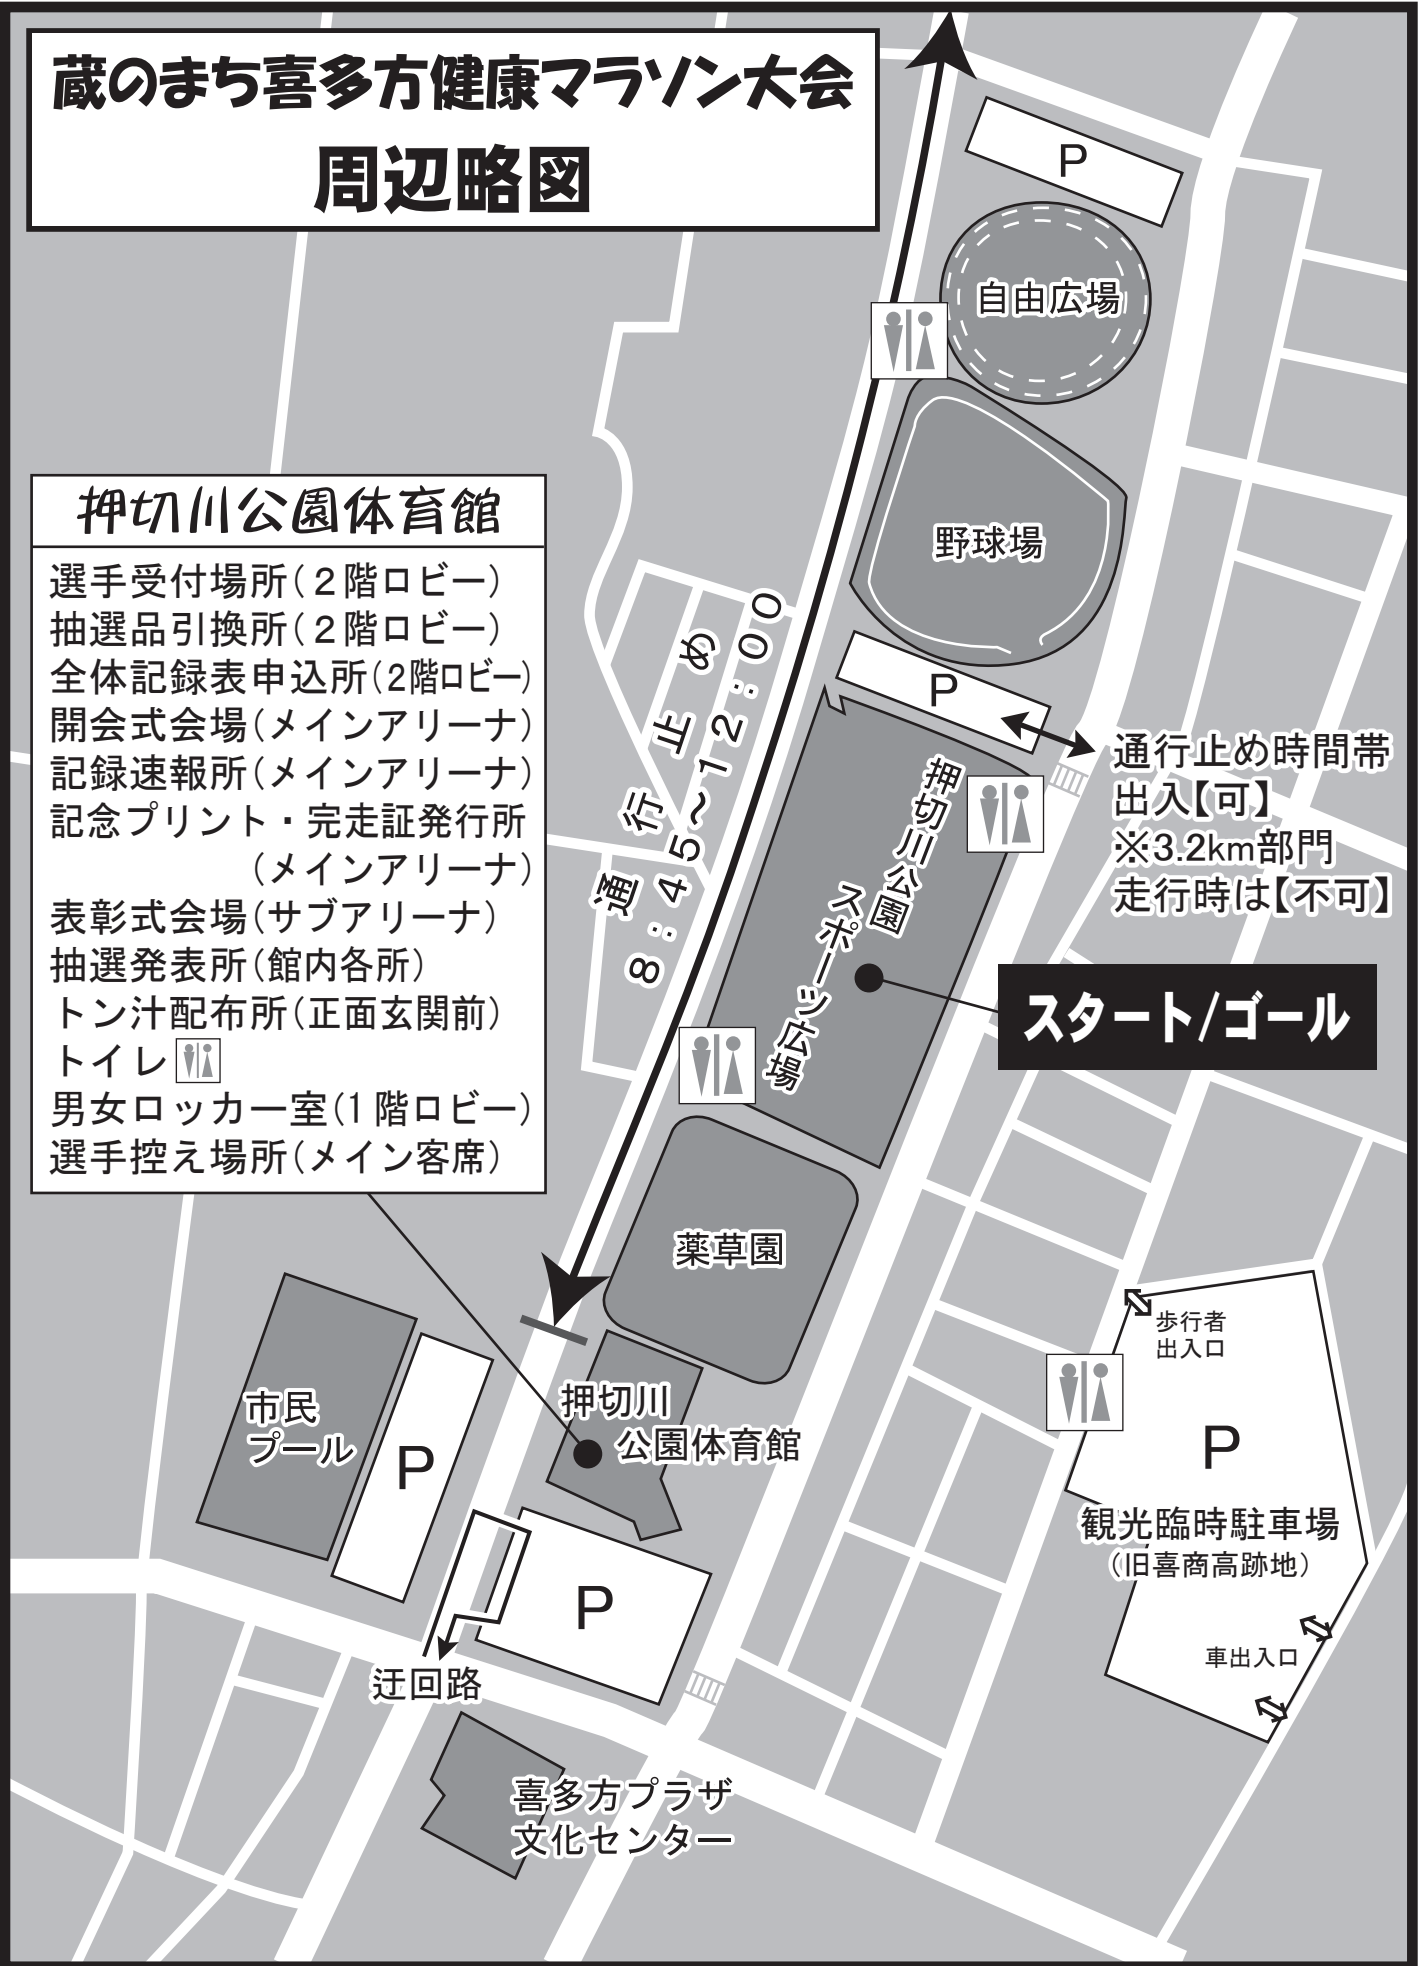 蔵のまち喜多方健康マラソン大会
周辺略図
P
自由広場
野球場
P
通行止め
8:45～12:00
通行止め時間帯
出入【可】
※3.2km部門
走行時は【不可】
押切川公園体育館
選手受付場所(２階ロビー)
抽選品引換所(２階ロビー)
全体記録表申込所(2階ロビー)
開会式会場(メインアリーナ)
記録速報所(メインアリーナ)
記念プリント・完走証発行所
(メインアリーナ)
表彰式会場(サブアリーナ)
抽選発表所(館内各所)
トン汁配布所(正面玄関前)
トイレ
男女ロッカー室(1階ロビー)
選手控え場所(メイン客席)
押切川公園
スポーツ広場
スタート/ゴール
薬草園
歩行者
出入口
市民
プール
P
押切川
公園体育館
P
観光臨時駐車場
(旧喜商高跡地)
車出入口
P
迂回路
喜多方プラザ
文化センター